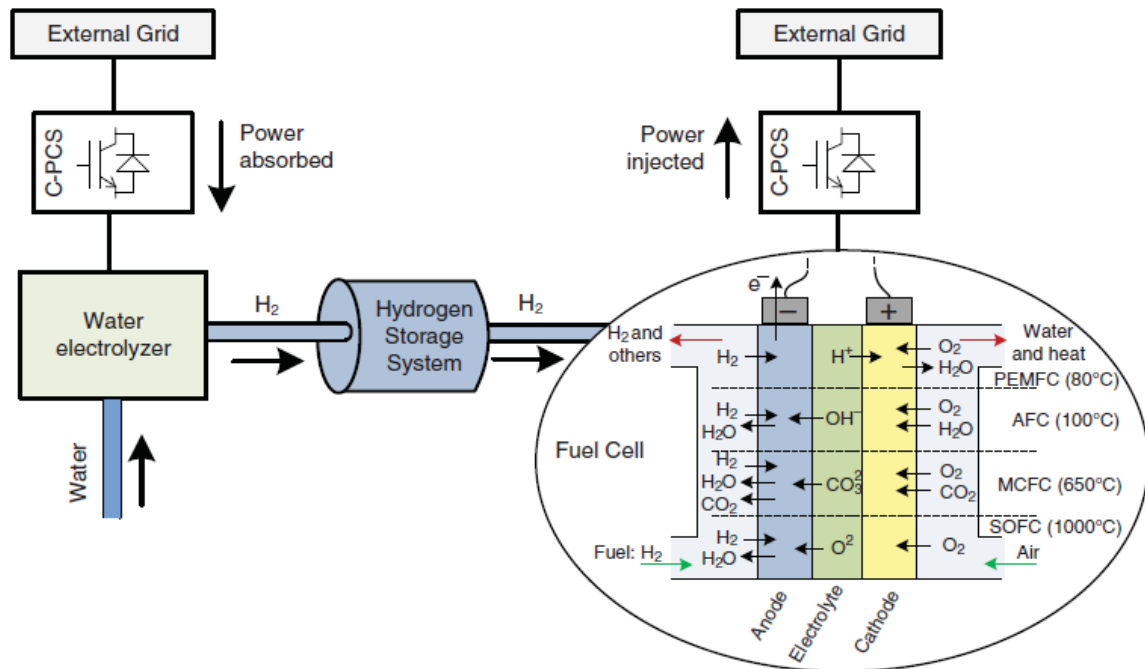 External Grid
C-PCS
Power
absorbed
Water
electrolyzer
Water
H₂
Hydrogen
Storage
System
H₂
External Grid
Power
injected
C-PCS
Fuel Cell
e⁻
−
+
H₂ and
others
Water
and heat
H₂
H⁺
O₂
H₂O
PEMFC (80°C)
H₂
H₂O
OH⁻
O₂
H₂O
AFC (100°C)
H₂
H₂O
CO₂
CO₃²
O₂
CO₂
MCFC (650°C)
SOFC (1000°C)
H₂
H₂O
O²
O₂
Fuel: H₂
Air
Anode
Electrolyte
Cathode